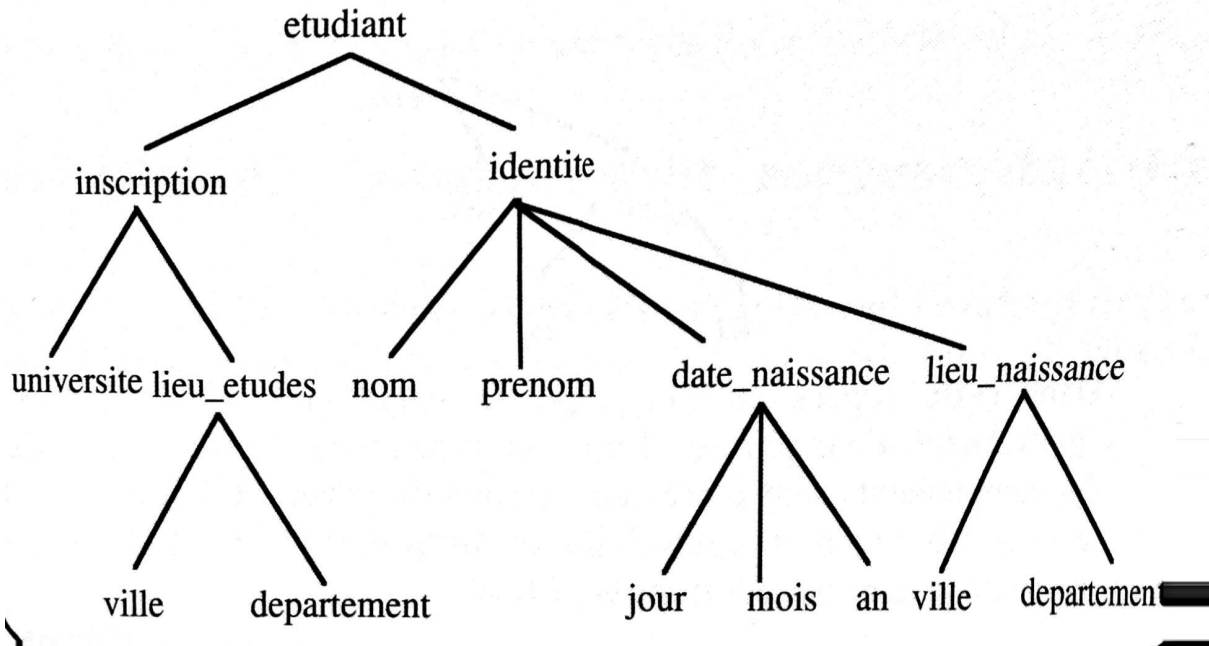 etudiant
inscription identite
universite lieu_etudes nom prenom date_naissance lieu_naissance
ville departement jour mois an ville departement